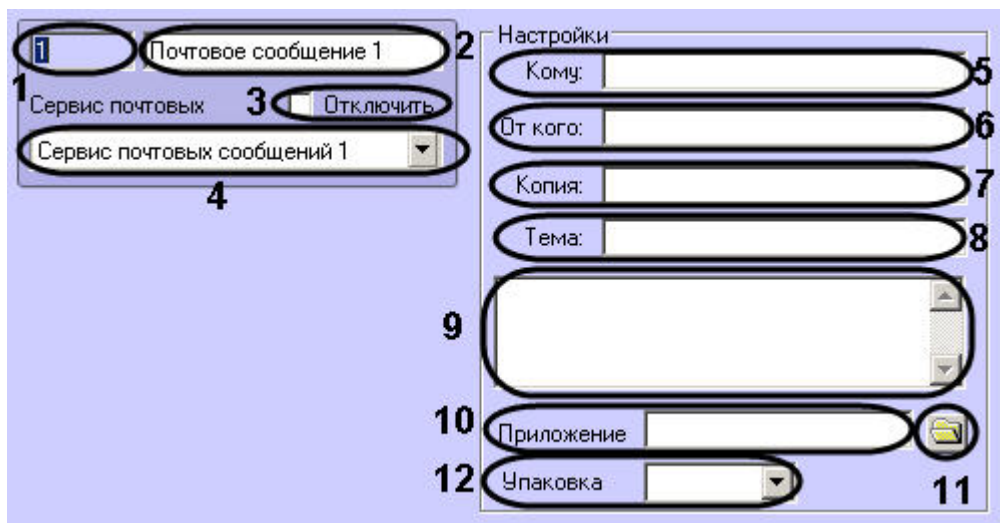 1 Почтовое сообщение 1 2
1
Сервис почтовых 3 Отключить
Сервис почтовых сообщений 1
4
Настройки
Кому: 5
От кого: 6
Копия: 7
Тема: 8
9
10 Приложение 11
12 Упаковка